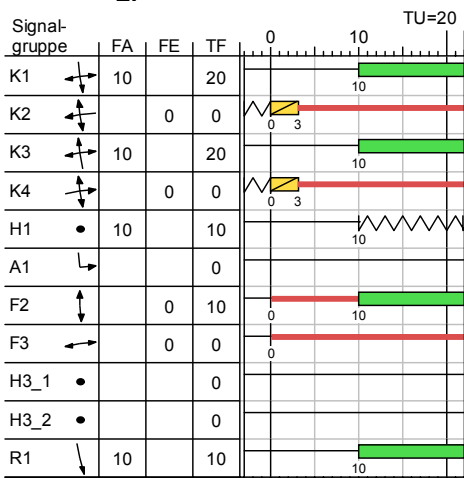 TU=20
Signal-
gruppe FA FE TF 0 10
K1 10 20
10
K2 0 0
0 3
K3 10 20
10
K4 0 0
0 3
H1 10 10
10
A1 0
F2 0 10
0 10
F3 0 0
0
H3_1 0
H3_2 0
R1 10 10
10